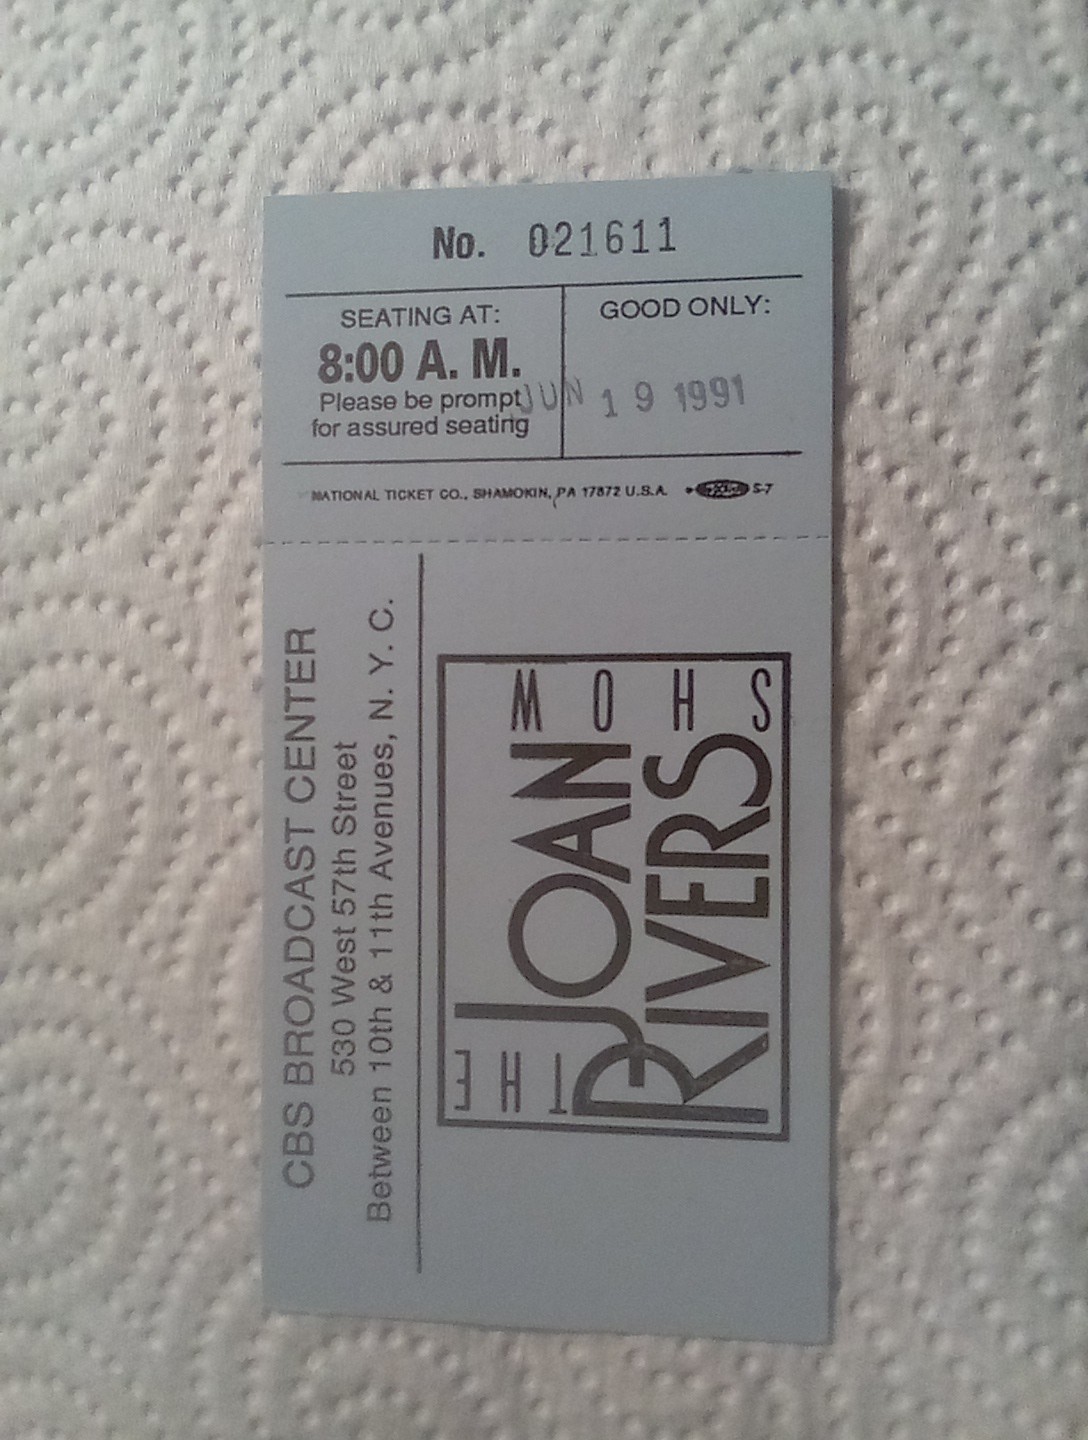 No. 021611
SEATING AT:
8:00 A. M.
Please be prompt
for assured seating
GOOD ONLY:
JUN 19 1991
NATIONAL TICKET CO., SHAMOKIN, PA 17872 U.S.A.
S-7
CBS BROADCAST CENTER
530 West 57th Street
Between 10th & 11th Avenues, N. Y. C.
THE
JOAN
RIVERS
SHOW